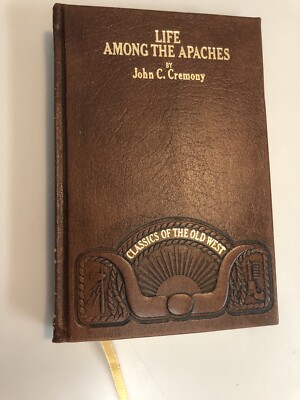 LIFE
AMONG THE APACHES
BY
John C. Cremony
CLASSICS OF THE OLD WEST